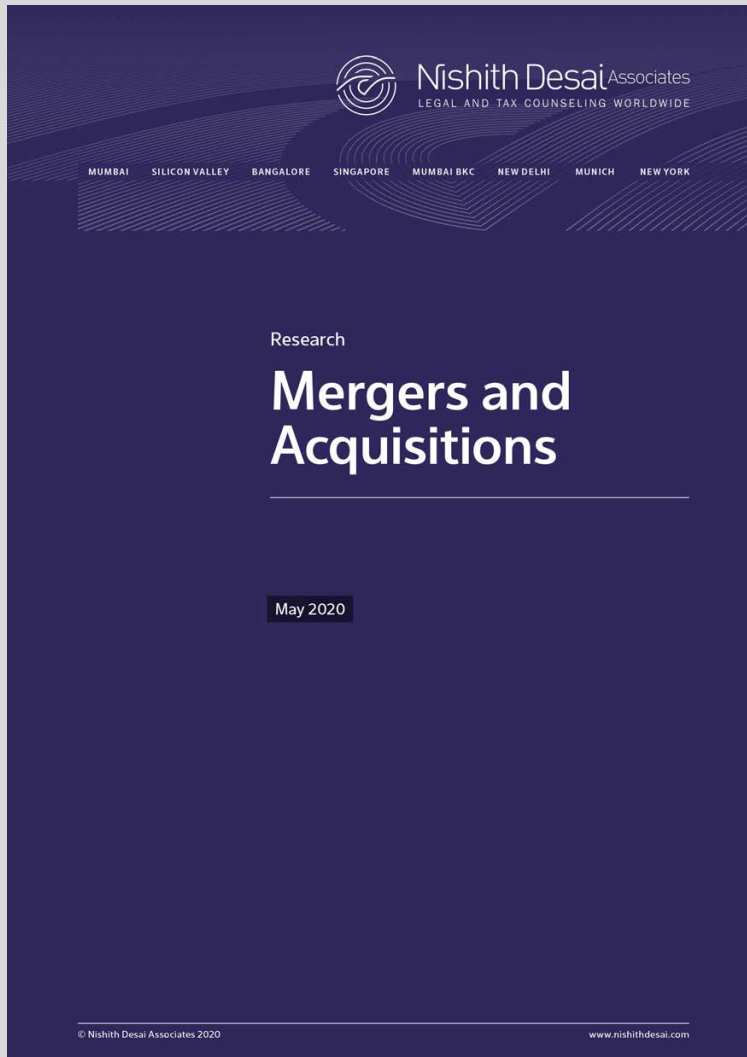 Nishith Desai Associates
LEGAL AND TAX COUNSELING WORLDWIDE
MUMBAI SILICON VALLEY BANGALORE SINGAPORE MUMBAI BKC NEW DELHI MUNICH NEW YORK
Research
Mergers and
Acquisitions
May 2020
© Nishith Desai Associates 2020 www.nishithdesai.com